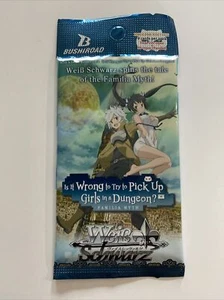 BUSHIROAD
Weiß Schwarz spins the tale
of the Familia Myth!
Is It Wrong to Try to Pick Up
Girls in a Dungeon?
FAMILIA MYTH
Weiß
Schwarz